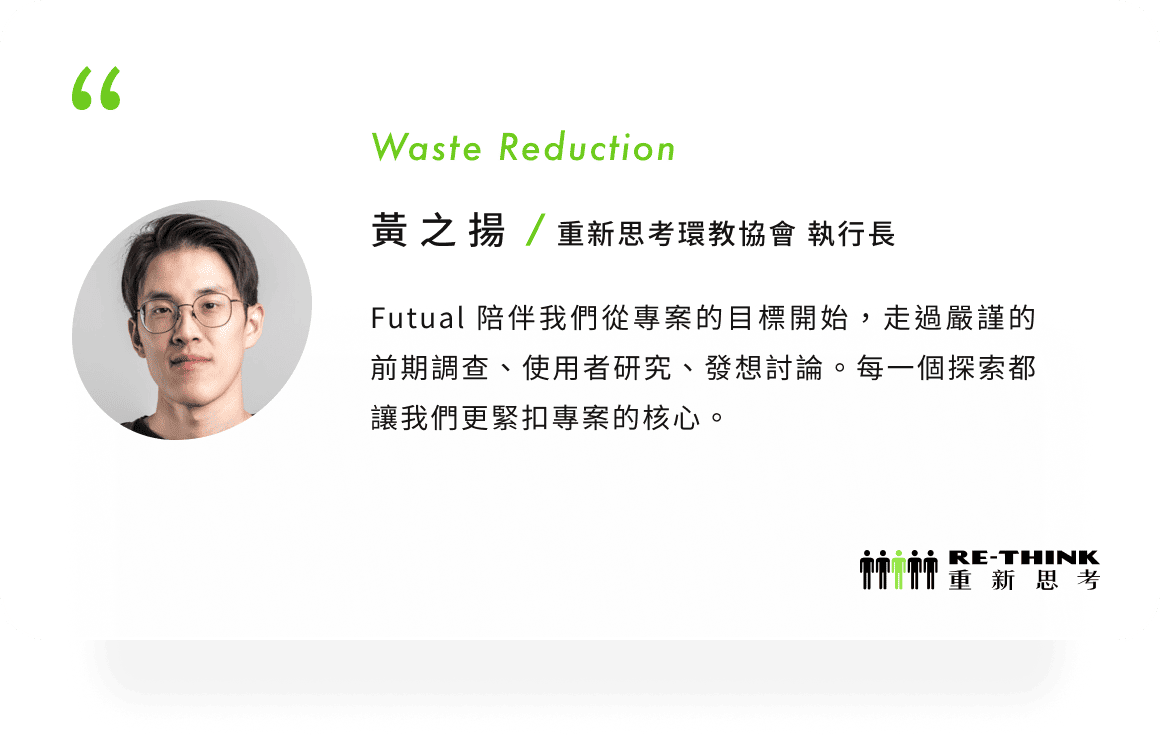 “
Waste Reduction
黃之揚 / 重新思考環教協會 執行長
Futual 陪伴我們從專案的目標開始，走過嚴謹的
前期調查、使用者研究、發想討論。每一個探索都
讓我們更緊扣專案的核心。
RE-THINK
重新思考